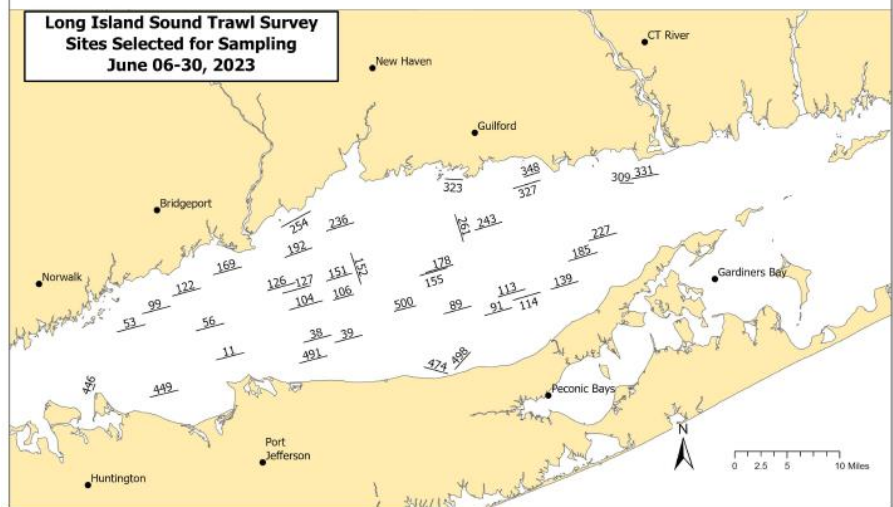 Long Island Sound Trawl Survey
Sites Selected for Sampling
June 06-30, 2023
CT River
New Haven
Guilford
348
323
327
309
331
Bridgeport
254
236
261
243
227
192
185
169
178
Norwalk
126
127
151
152
155
Gardiners Bay
122
139
113
99
104
106
500
89
91
114
53
56
38
39
11
491
474
498
446
449
Peconic Bays
N
Port
Jefferson
0 2.5 5 10 Miles
Huntington